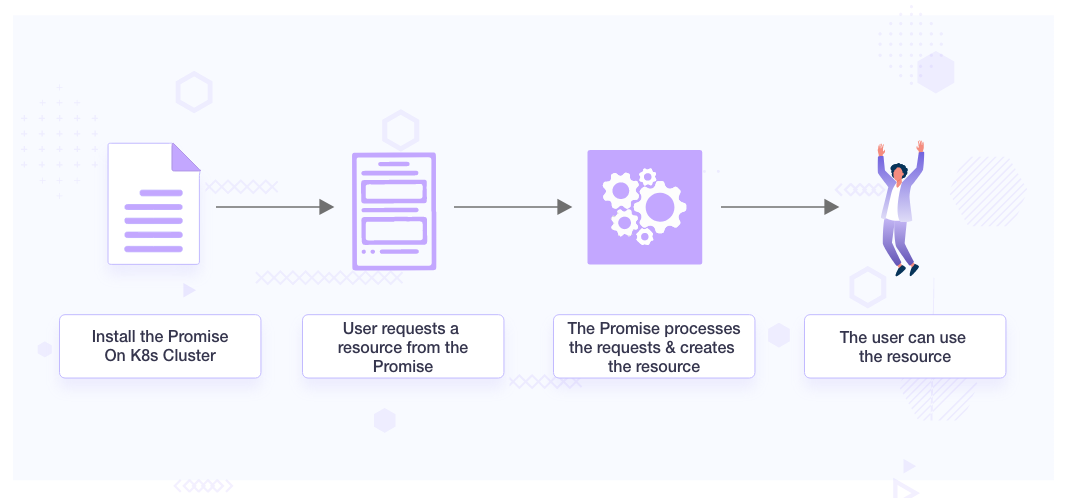 Install the Promise
On K8s Cluster
User requests a
resource from the
Promise
The Promise processes
the requests & creates
the resource
The user can use
the resource